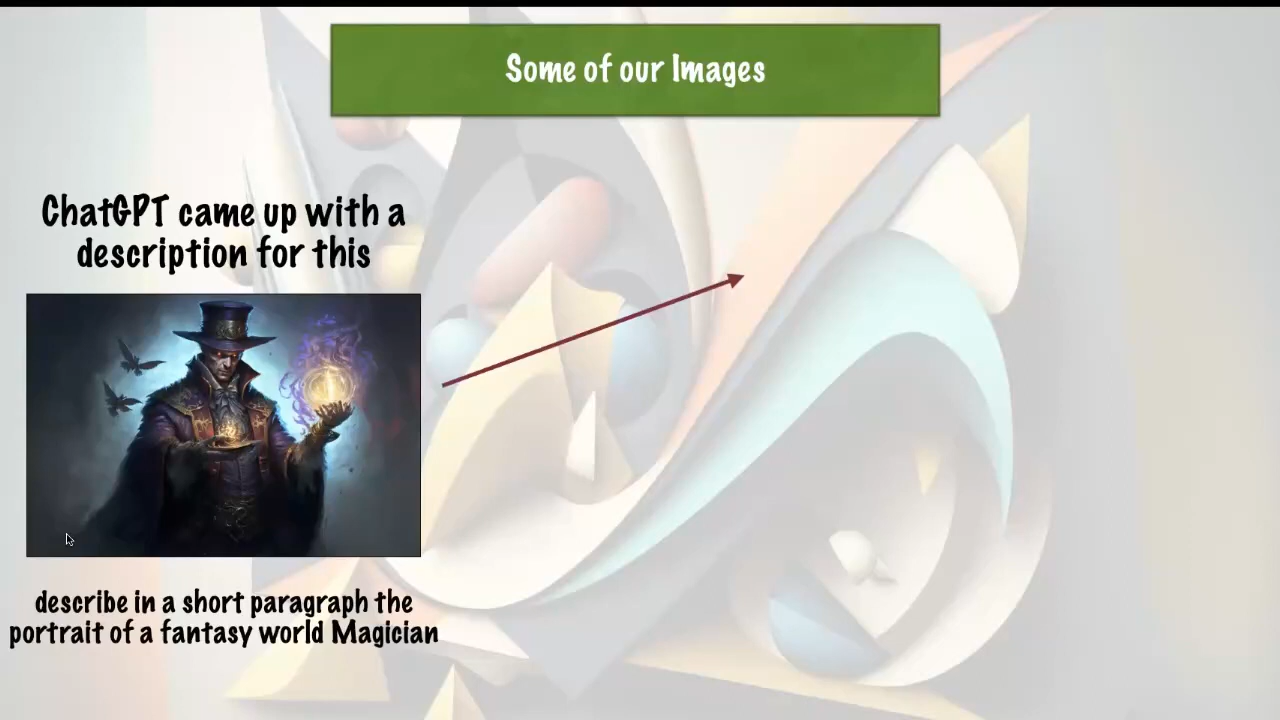 Some of our Images
ChatGPT came up with a
description for this
describe in a short paragraph the
portrait of a fantasy world Magician